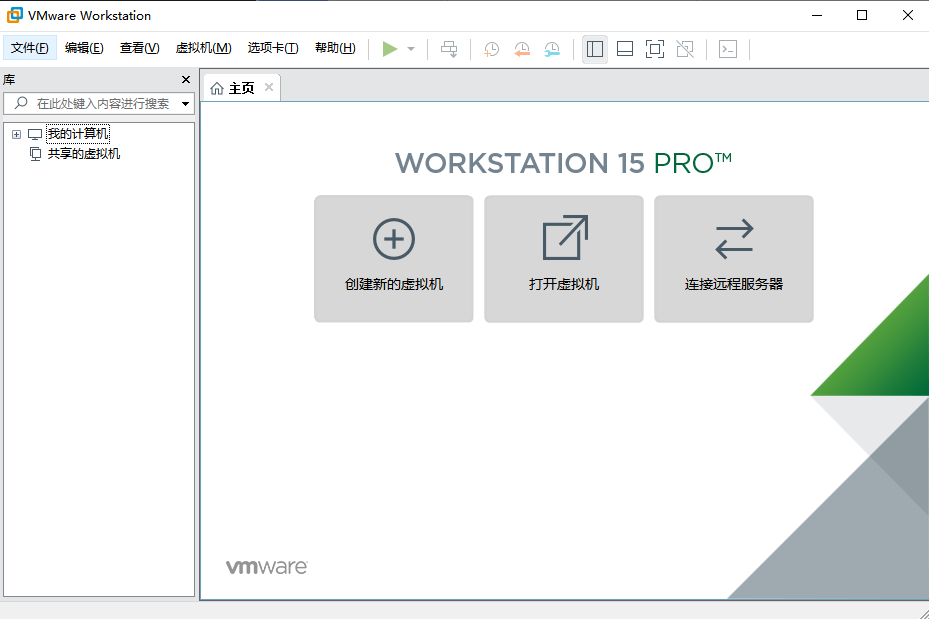 VMware Workstation
文件(F) 编辑(E) 查看(V) 虚拟机(M) 选项卡(T) 帮助(H)
库
在此处键入内容进行搜索
我的计算机
共享的虚拟机
主页
WORKSTATION 15 PRO™
创建新的虚拟机
打开虚拟机
连接远程服务器
vmware